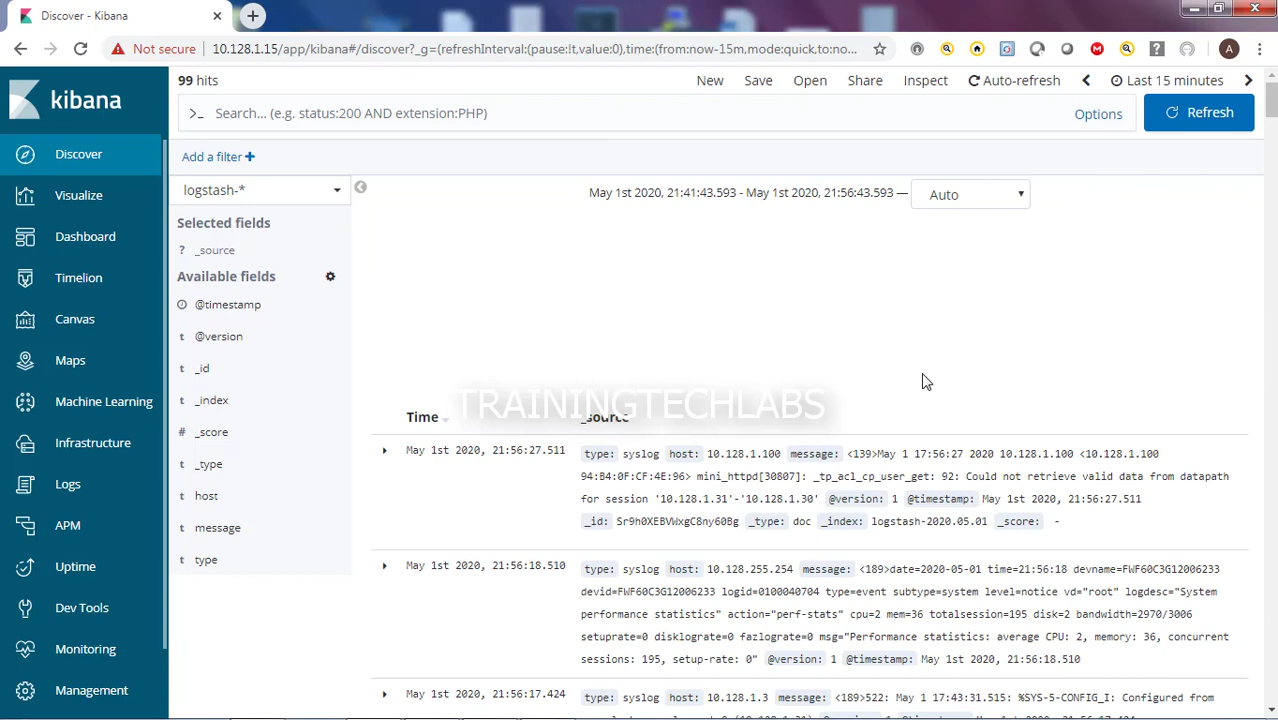 Discover - Kibana
Not secure 10.128.1.15/app/kibana#/discover?_g=(refreshInterval:(pause:!t,value:0),time:(from:now-15m,mode:quick,to:no...
A
kibana
Discover
Visualize
Dashboard
Timelion
Canvas
Maps
Machine Learning
Infrastructure
Logs
APM
Uptime
Dev Tools
Monitoring
Management
99 hits
New Save Open Share Inspect Auto-refresh Last 15 minutes
>_ Search... (e.g. status:200 AND extension:PHP) Options Refresh
Add a filter +
logstash-*
Selected fields
? _source
Available fields
@timestamp
t @version
t _id
t _index
# _score
t _type
t host
t message
t type
May 1st 2020, 21:41:43.593 - May 1st 2020, 21:56:43.593 — Auto
TRAININGTECHLABS
Time _source
May 1st 2020, 21:56:27.511 type: syslog host: 10.128.1.100 message: <139>May 1 17:56:27 2020 10.128.1.100 <10.128.1.100
94:B4:0F:CF:4E:96> mini_httpd[30807]: _tp_acl_cp_user_get: 92: Could not retrieve valid data from datapath
for session '10.128.1.31'-'10.128.1.30' @version: 1 @timestamp: May 1st 2020, 21:56:27.511
_id: Sr9h0XEBVWxgC8ny60Bg _type: doc _index: logstash-2020.05.01 _score: -
May 1st 2020, 21:56:18.510 type: syslog host: 10.128.255.254 message: <189>date=2020-05-01 time=21:56:18 devname=FWF60C3G12006233
devid=FWF60C3G12006233 logid=0100040704 type=event subtype=system level=notice vd="root" logdesc="System
performance statistics" action="perf-stats" cpu=2 mem=36 totalsession=195 disk=2 bandwidth=2970/3006
setuprate=0 disklograte=0 fazlograte=0 msg="Performance statistics: average CPU: 2, memory: 36, concurrent
sessions: 195, setup-rate: 0" @version: 1 @timestamp: May 1st 2020, 21:56:18.510
May 1st 2020, 21:56:17.424 type: syslog host: 10.128.1.3 message: <189>522: May 1 17:43:31.515: %SYS-5-CONFIG_I: Configured from